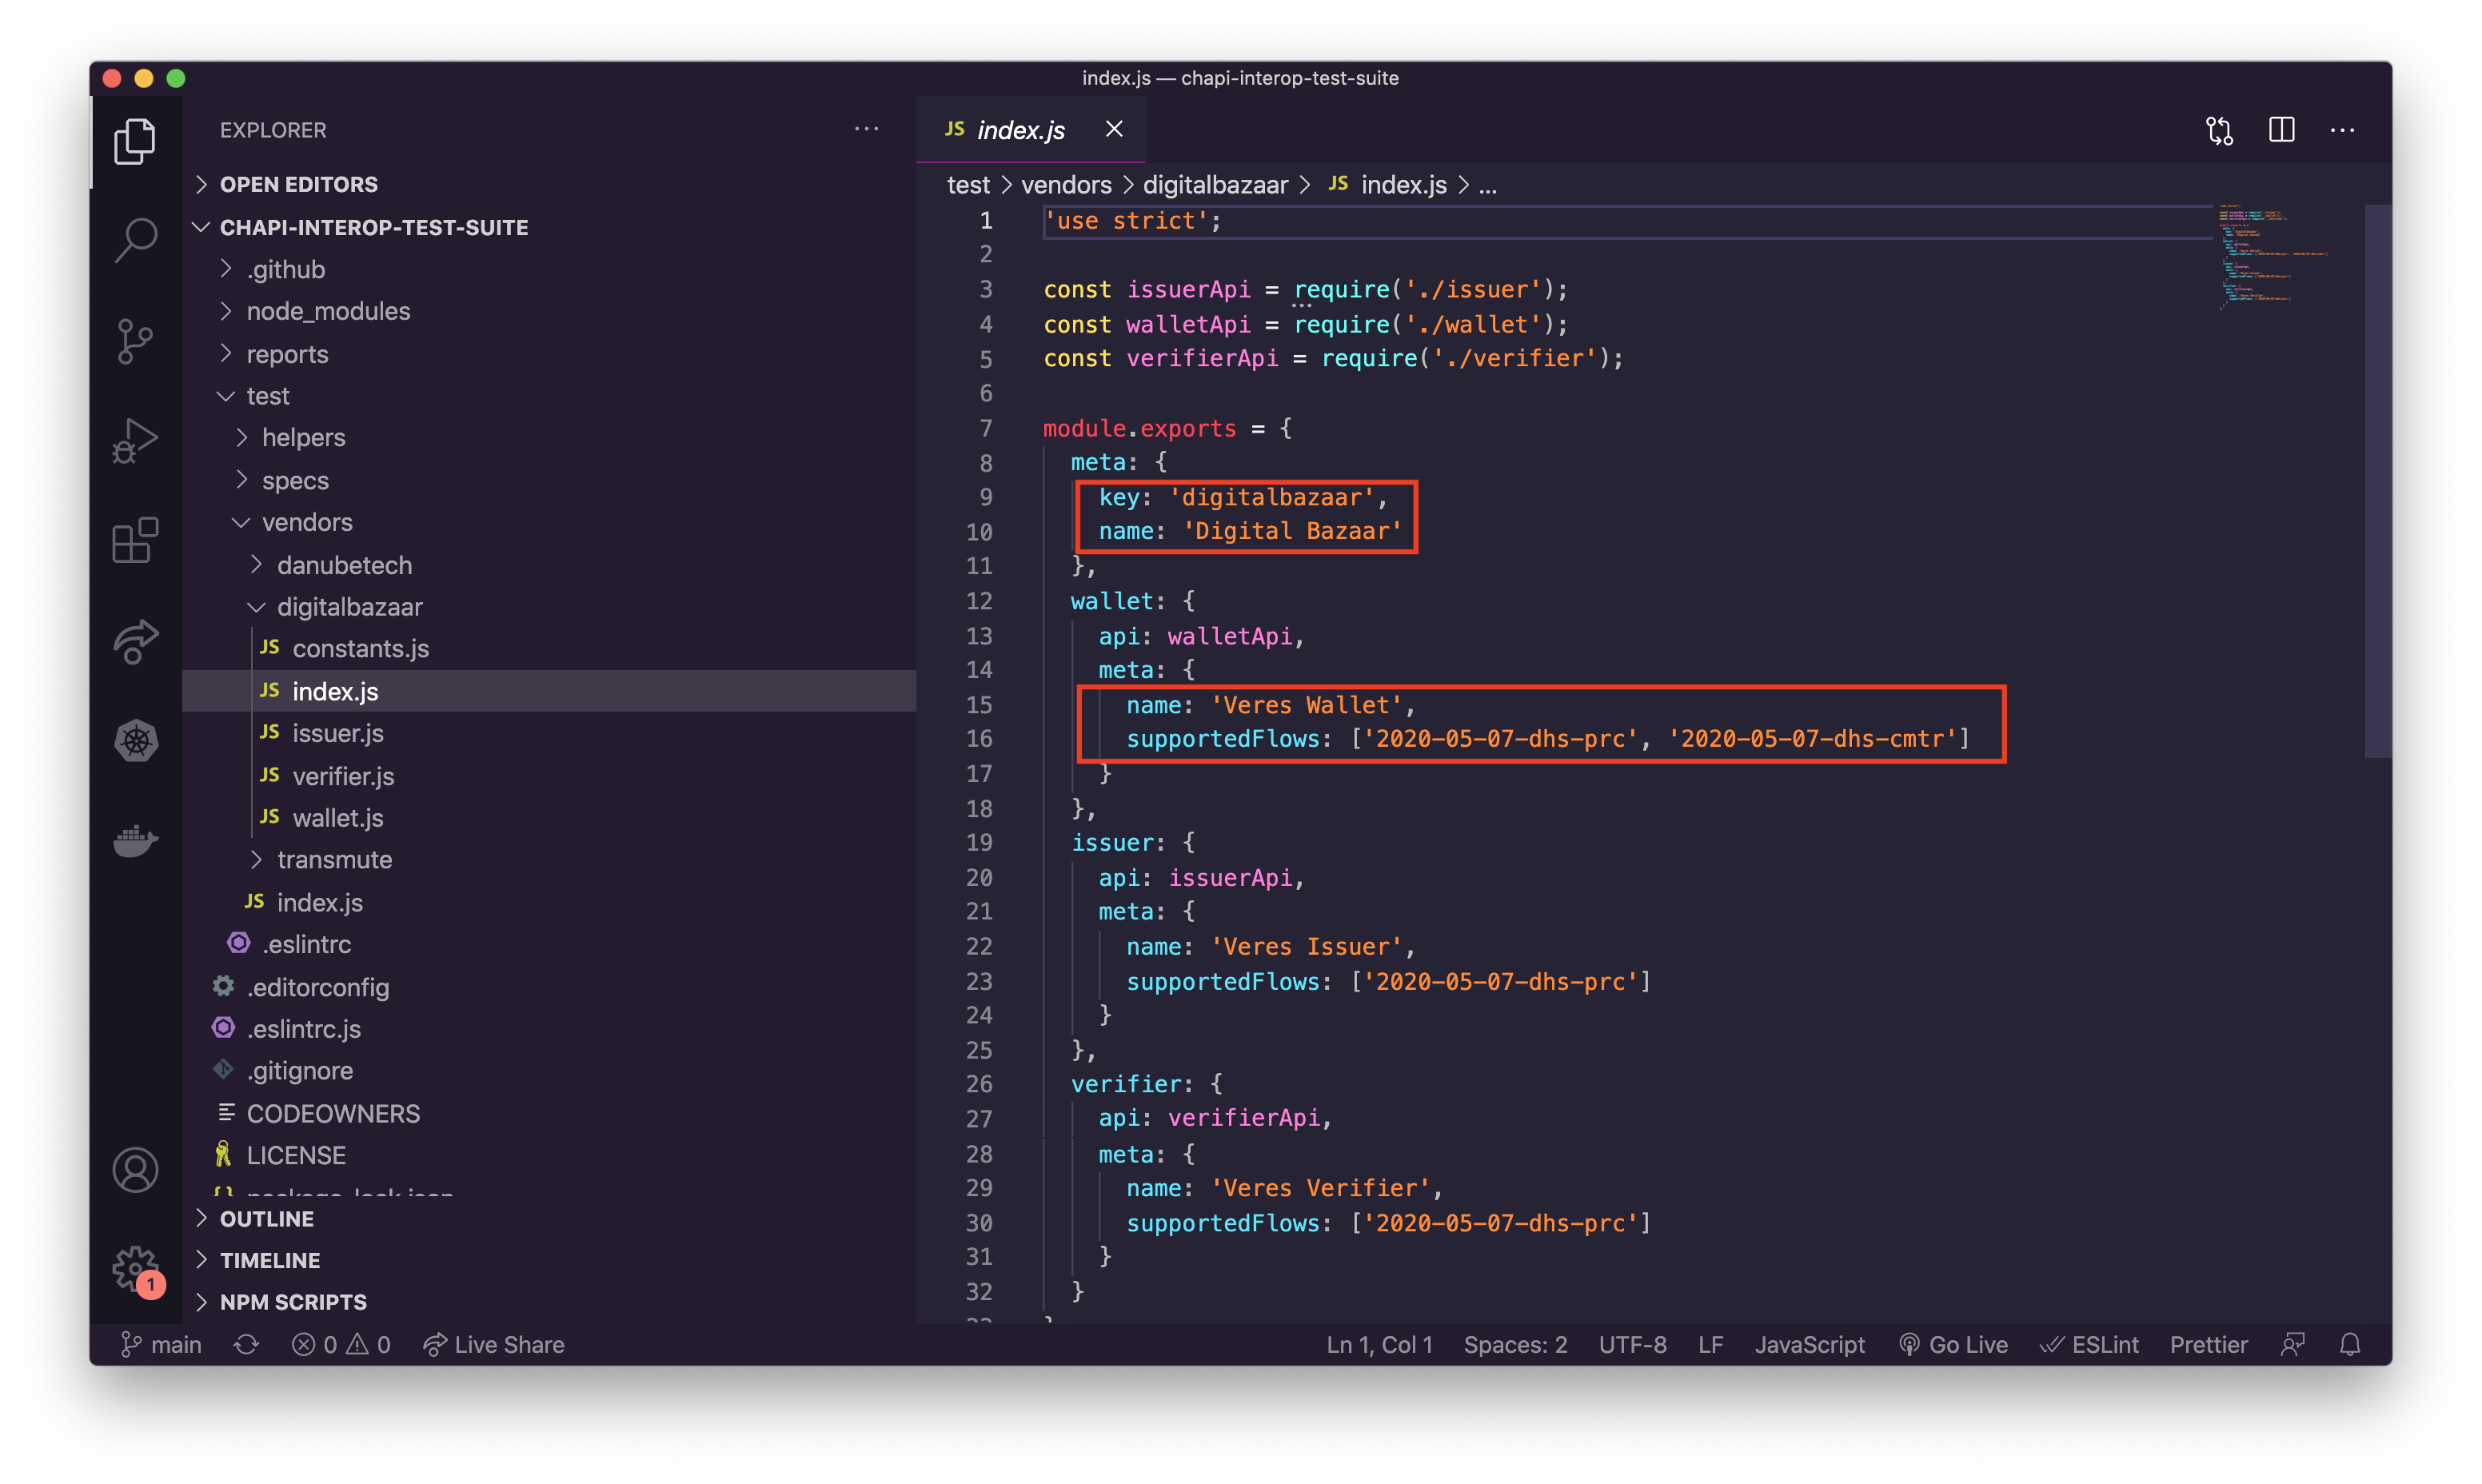 index.js — chapi-interop-test-suite
EXPLORER
OPEN EDITORS
CHAPI-INTEROP-TEST-SUITE
.github
node_modules
reports
test
helpers
specs
vendors
danubetech
digitalbazaar
JS constants.js
JS index.js
JS issuer.js
JS verifier.js
JS wallet.js
transmute
JS index.js
.eslintrc
.editorconfig
.eslintrc.js
.gitignore
CODEOWNERS
LICENSE
OUTLINE
TIMELINE
NPM SCRIPTS
1
JS index.js
test > vendors > digitalbazaar > JS index.js > ...
1 'use strict';
2
3 const issuerApi = require('./issuer');
4 const walletApi = require('./wallet');
5 const verifierApi = require('./verifier');
6
7 module.exports = {
8 meta: {
9 key: 'digitalbazaar',
10 name: 'Digital Bazaar'
11 },
12 wallet: {
13 api: walletApi,
14 meta: {
15 name: 'Veres Wallet',
16 supportedFlows: ['2020-05-07-dhs-prc', '2020-05-07-dhs-cmtr']
17 }
18 },
19 issuer: {
20 api: issuerApi,
21 meta: {
22 name: 'Veres Issuer',
23 supportedFlows: ['2020-05-07-dhs-prc']
24 }
25 },
26 verifier: {
27 api: verifierApi,
28 meta: {
29 name: 'Veres Verifier',
30 supportedFlows: ['2020-05-07-dhs-prc']
31 }
32 }
main 0 0 Live Share Ln 1, Col 1 Spaces: 2 UTF-8 LF JavaScript Go Live ESLint Prettier